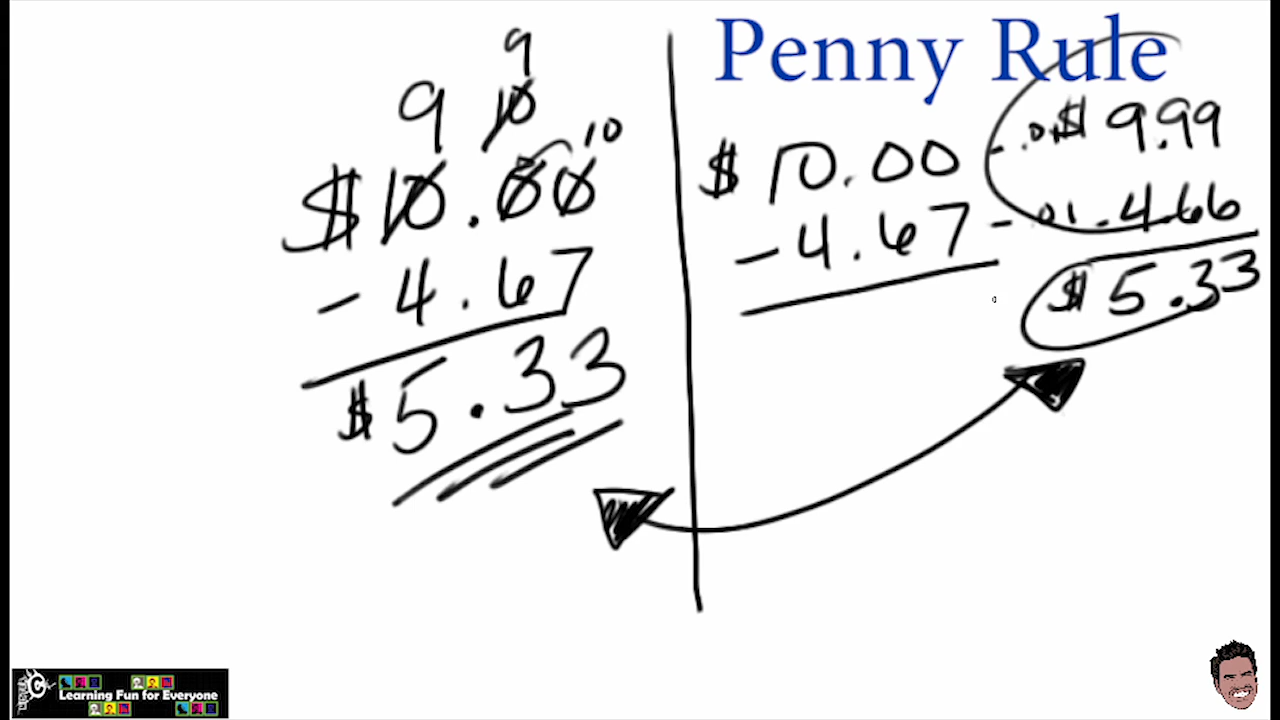 9
9 10
10
$10.00
- 4.67
$5.33
Penny Rule
$10.00 - .01 $9.99
- 4.67 - .01 - 4.66
$5.33
Learning Fun for Everyone